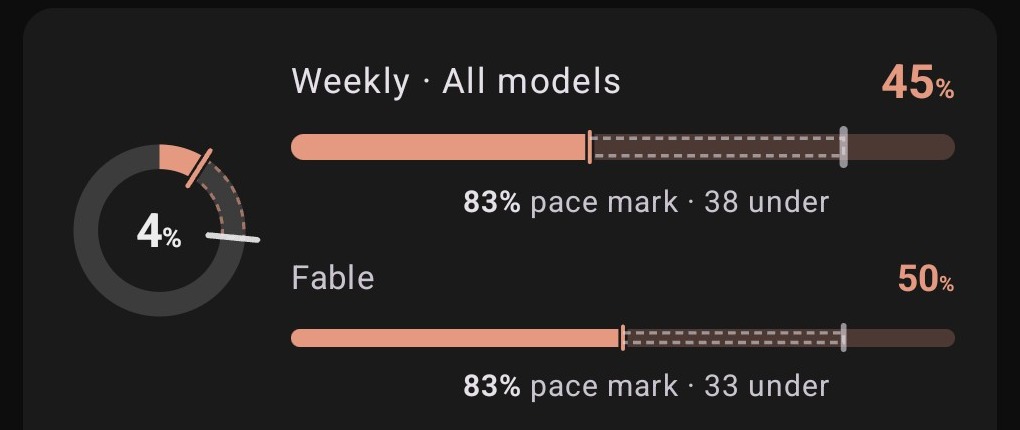 Weekly · All models
45%
83% pace mark · 38 under
4%
Fable
50%
83% pace mark · 33 under